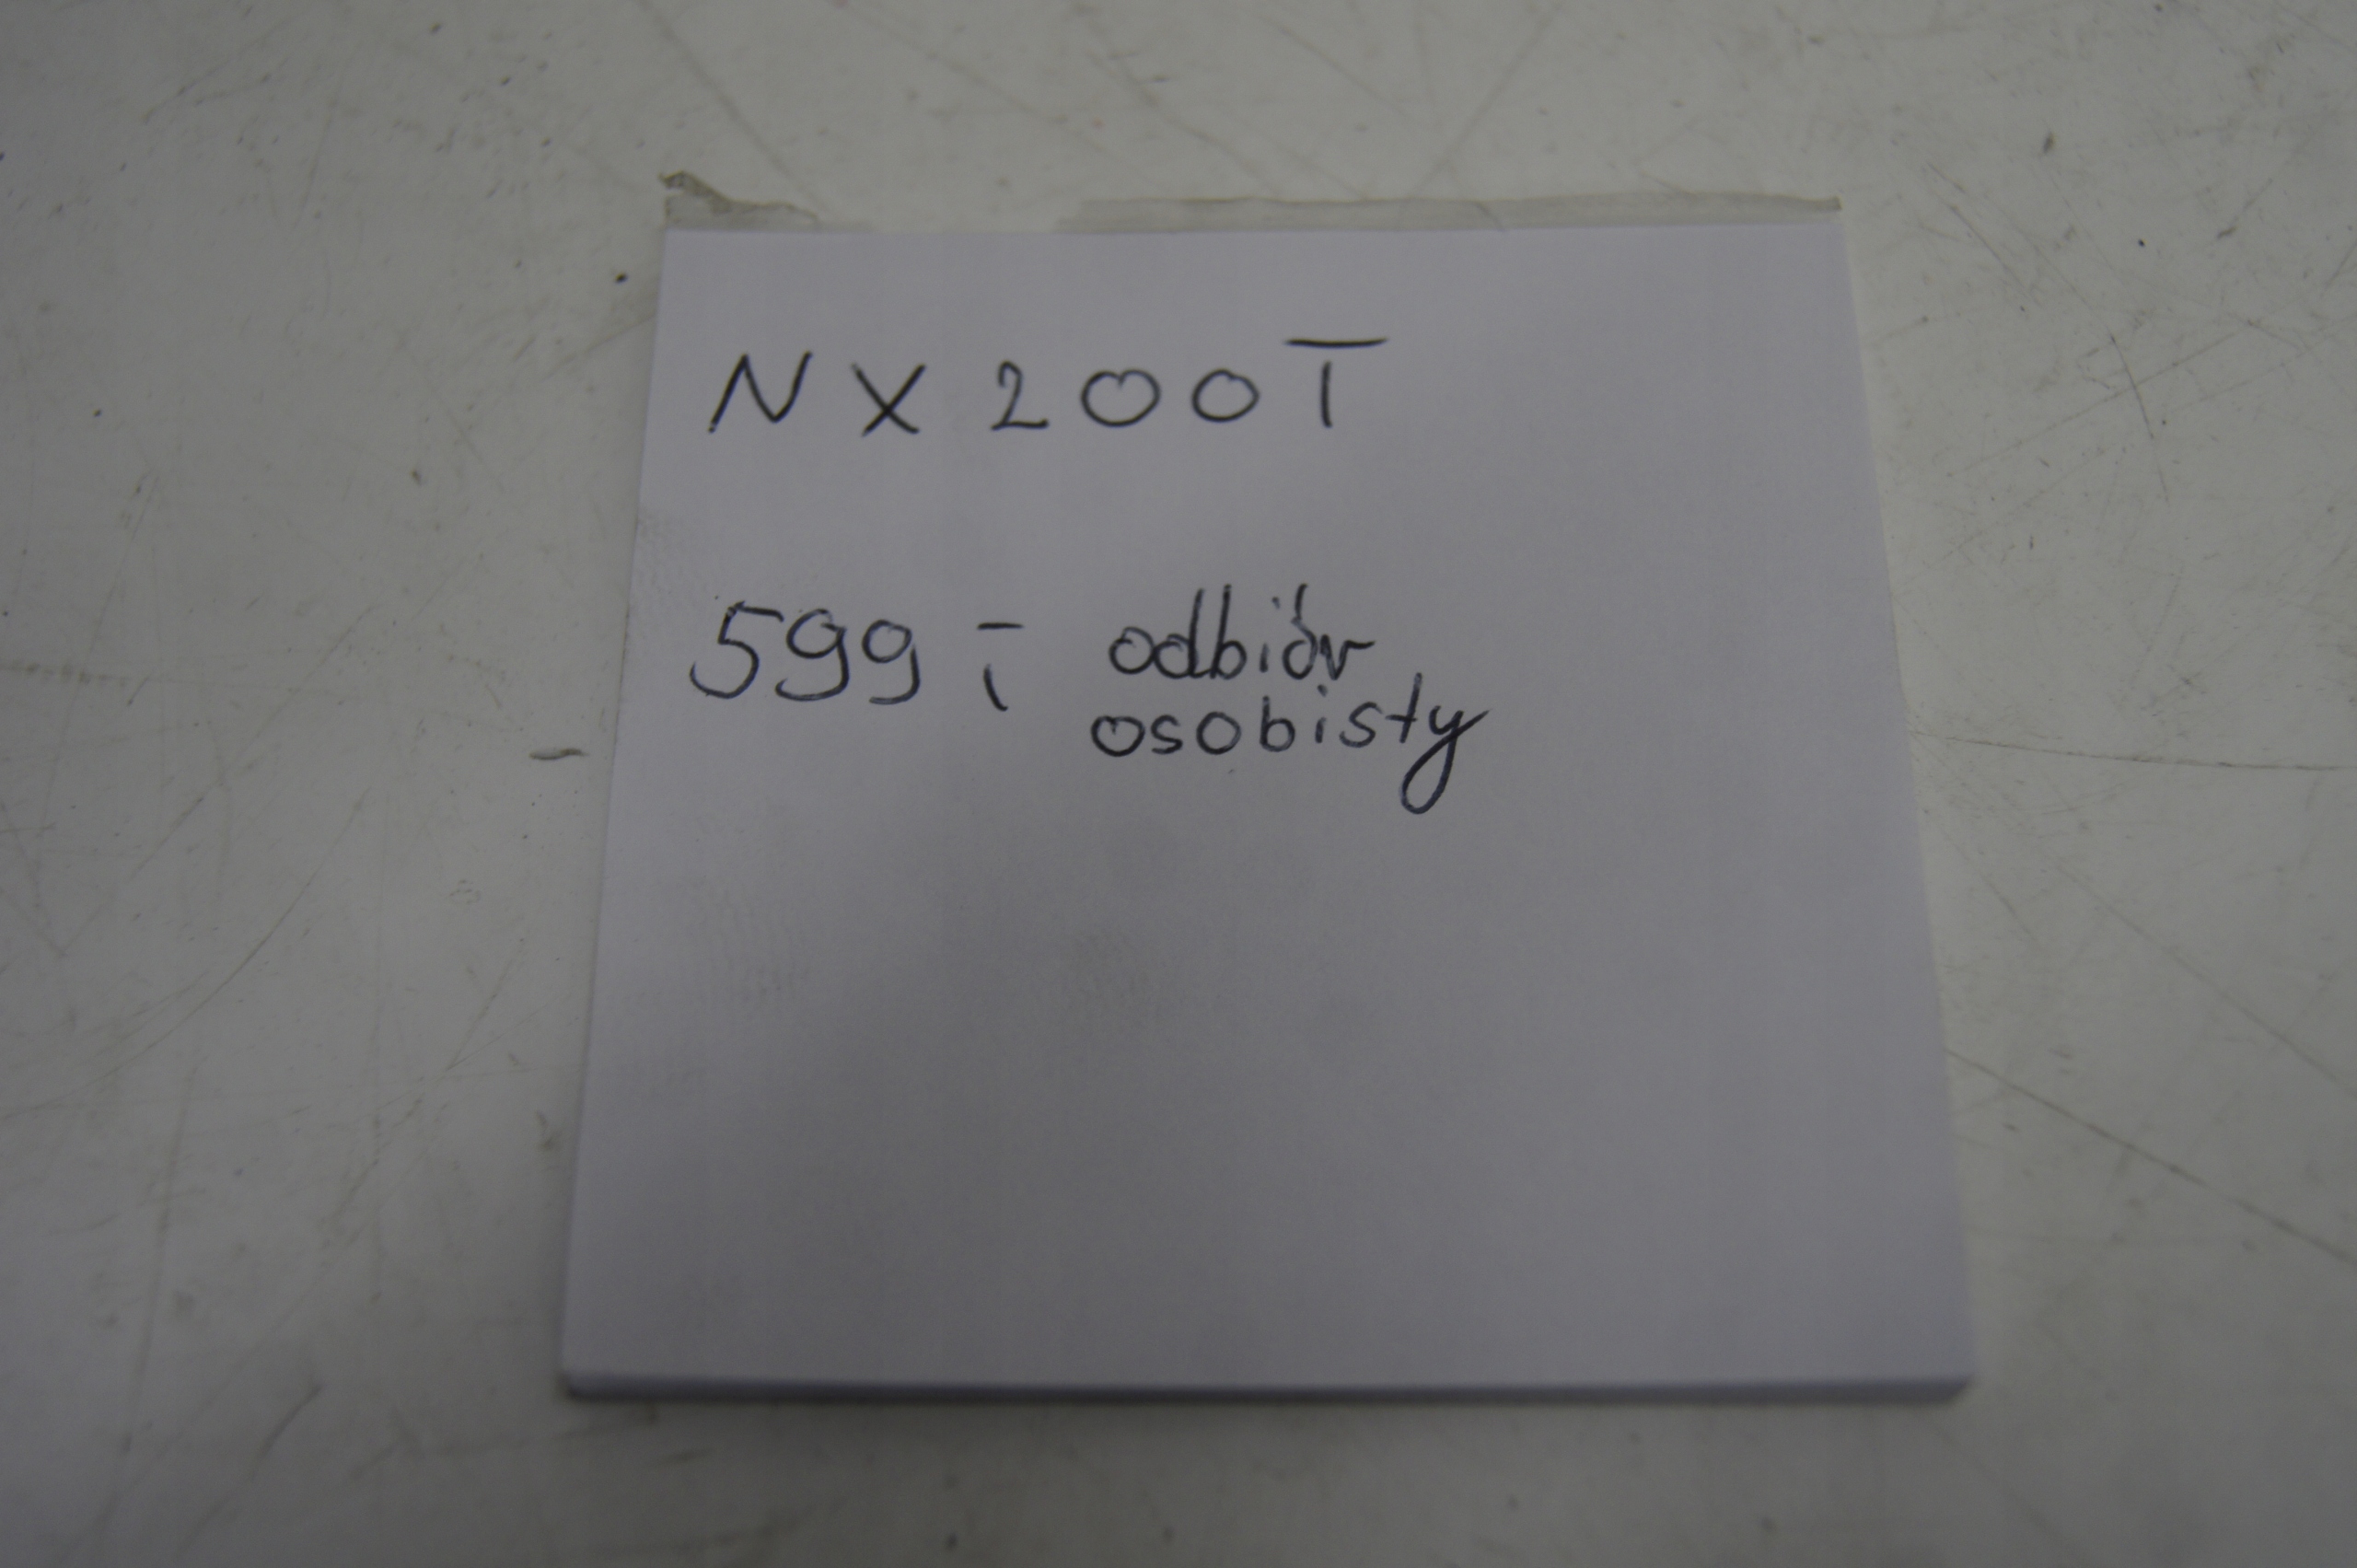 NX200T
599,- odbiór
osobisty